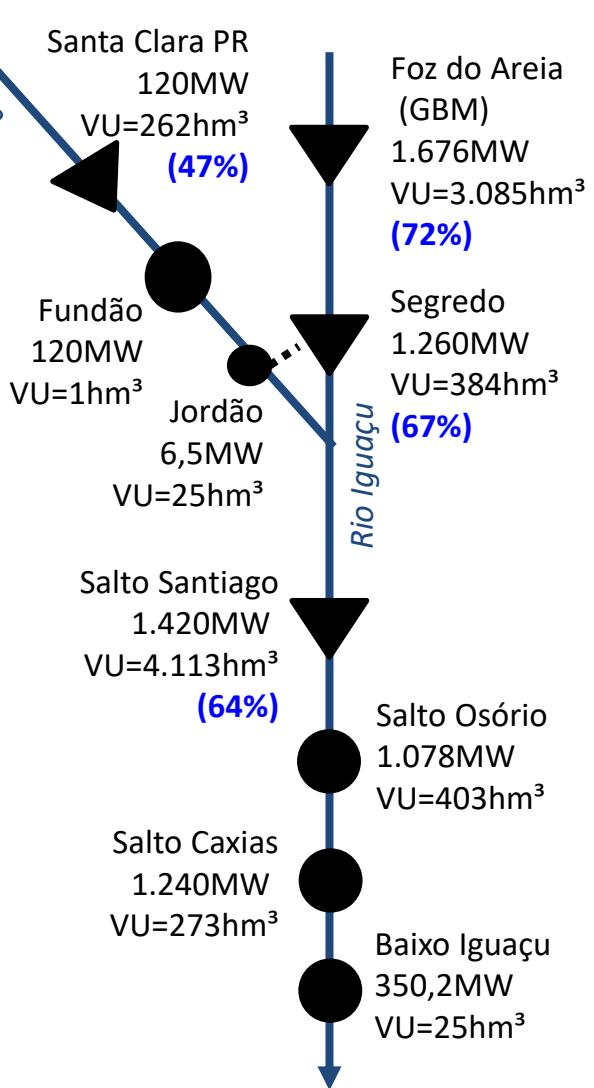 Santa Clara PR
120MW
VU=262hm³
(47%)
Foz do Areia
(GBM)
1.676MW
VU=3.085hm³
(72%)
Fundão
120MW
VU=1hm³
Segredo
1.260MW
VU=384hm³
(67%)
Jordão
6,5MW
VU=25hm³
Rio Iguaçu
Salto Santiago
1.420MW
VU=4.113hm³
(64%)
Salto Osório
1.078MW
VU=403hm³
Salto Caxias
1.240MW
VU=273hm³
Baixo Iguaçu
350,2MW
VU=25hm³